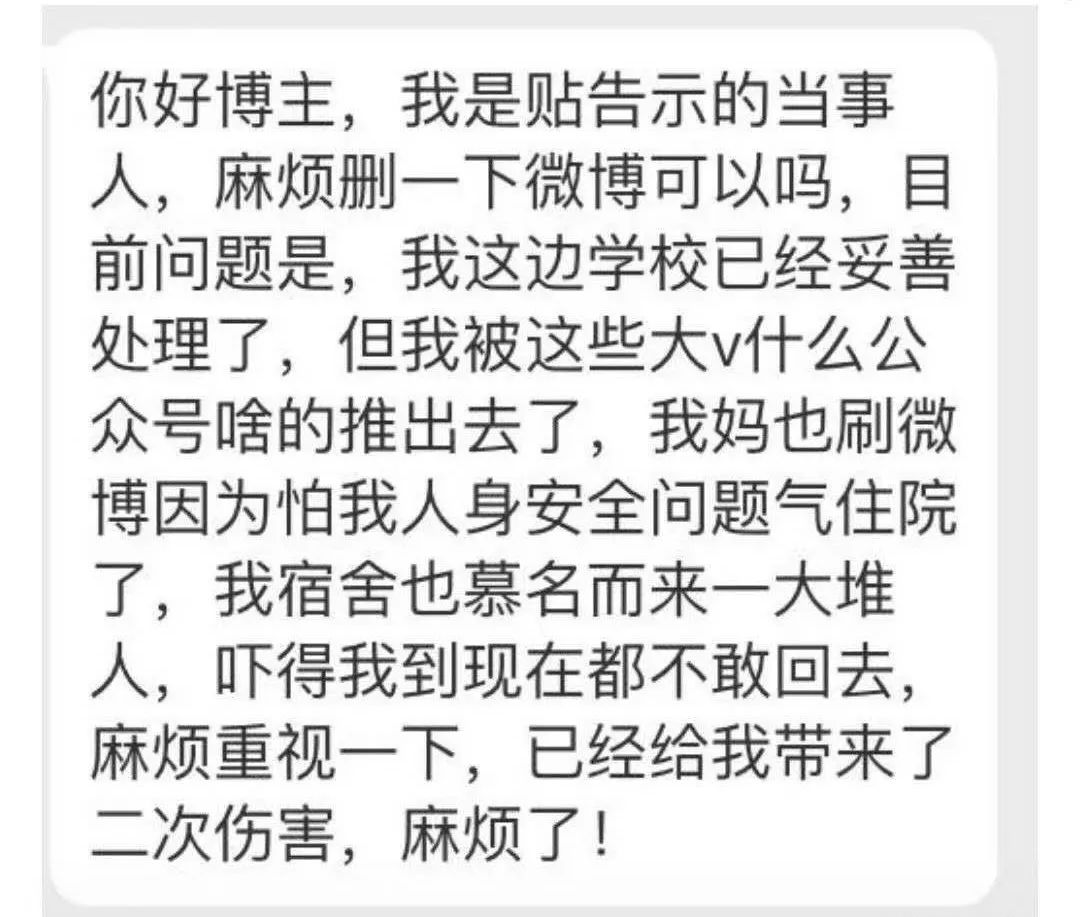 你好博主，我是贴告示的当事
人，麻烦删一下微博可以吗，目
前问题是，我这边学校已经妥善
处理了，但我被这些大v什么公
众号啥的推出去了，我妈也刷微
博因为怕我人身安全问题气住院
了，我宿舍也慕名而来一大堆
人，吓得我到现在都不敢回去，
麻烦重视一下，已经给我带来了
二次伤害，麻烦了！